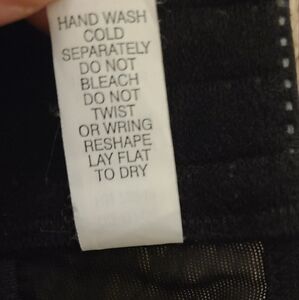 HAND WASH
COLD
SEPARATELY
DO NOT
BLEACH
DO NOT
TWIST
OR WRING
RESHAPE
LAY FLAT
TO DRY